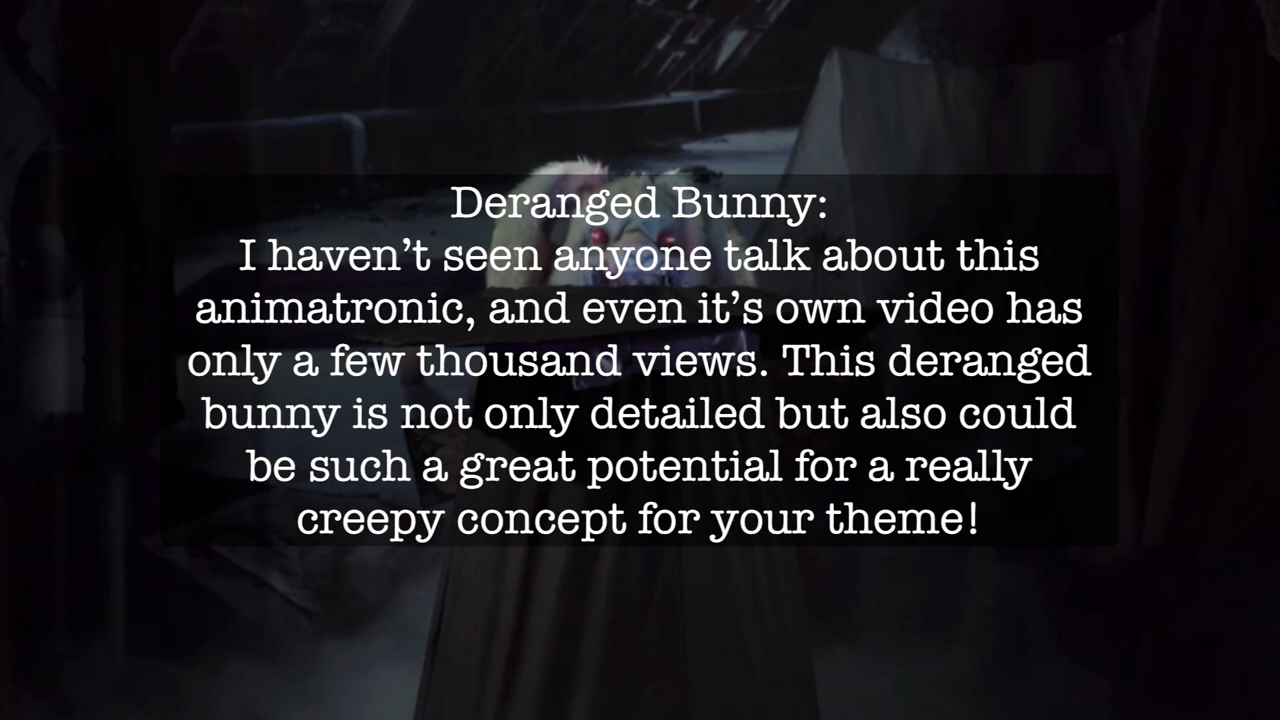 Deranged Bunny:
I haven’t seen anyone talk about this
animatronic, and even it’s own video has
only a few thousand views. This deranged
bunny is not only detailed but also could
be such a great potential for a really
creepy concept for your theme!